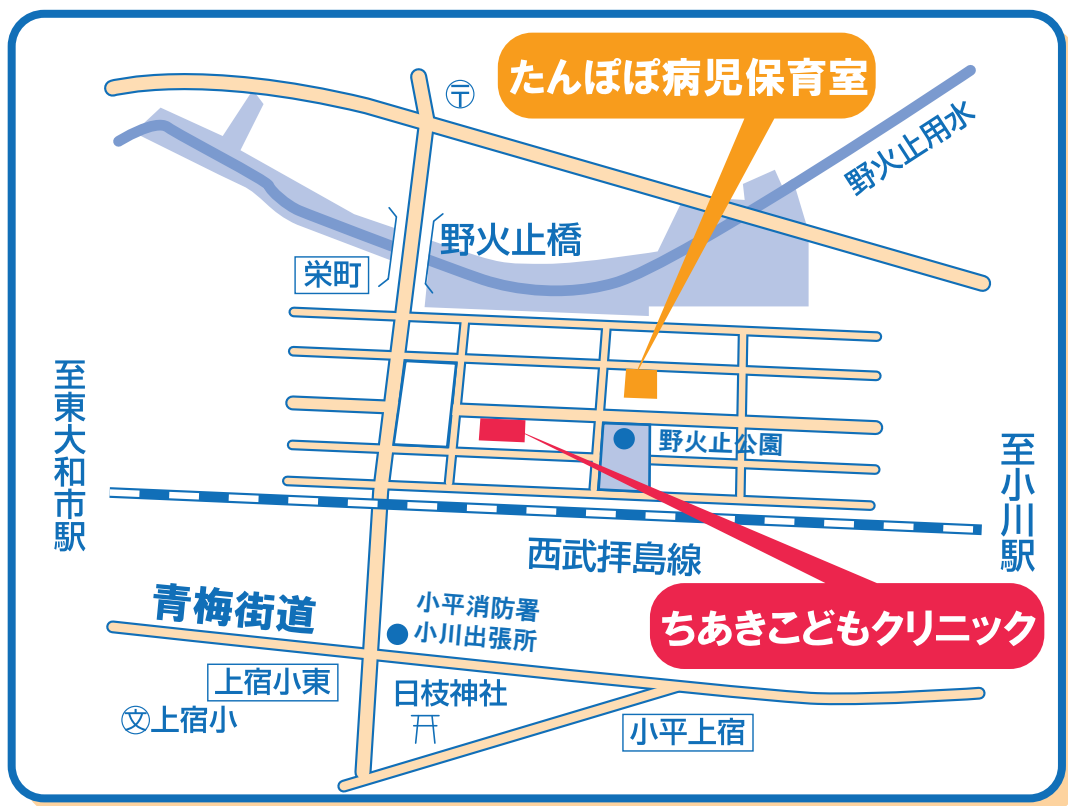 たんぽぽ病児保育室
〒
野火止用水
野火止橋
栄町
至東大和市駅
野火止公園
至小川駅
西武拝島線
青梅街道
小平消防署
小川出張所
ちあきこどもクリニック
上宿小東
日枝神社
文上宿小
小平上宿